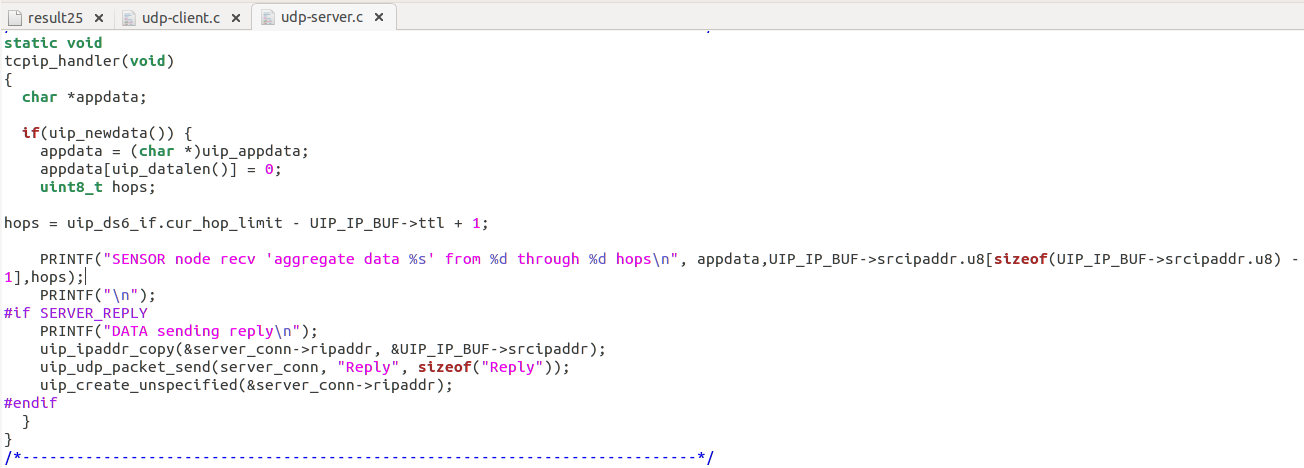 result25 × udp-client.c × udp-server.c ×
static void
tcpip_handler(void)
{
  char *appdata;

  if(uip_newdata()) {
    appdata = (char *)uip_appdata;
    appdata[uip_datalen()] = 0;
    uint8_t hops;

hops = uip_ds6_if.cur_hop_limit - UIP_IP_BUF->ttl + 1;

    PRINTF("SENSOR node recv 'aggregate data %s' from %d through %d hops\n", appdata,UIP_IP_BUF->srcipaddr.u8[sizeof(UIP_IP_BUF->srcipaddr.u8) -
1],hops);
    PRINTF("\n");
#if SERVER_REPLY
    PRINTF("DATA sending reply\n");
    uip_ipaddr_copy(&server_conn->ripaddr, &UIP_IP_BUF->srcipaddr);
    uip_udp_packet_send(server_conn, "Reply", sizeof("Reply"));
    uip_create_unspecified(&server_conn->ripaddr);
#endif
  }
}
/*---------------------------------------------------------------------------*/